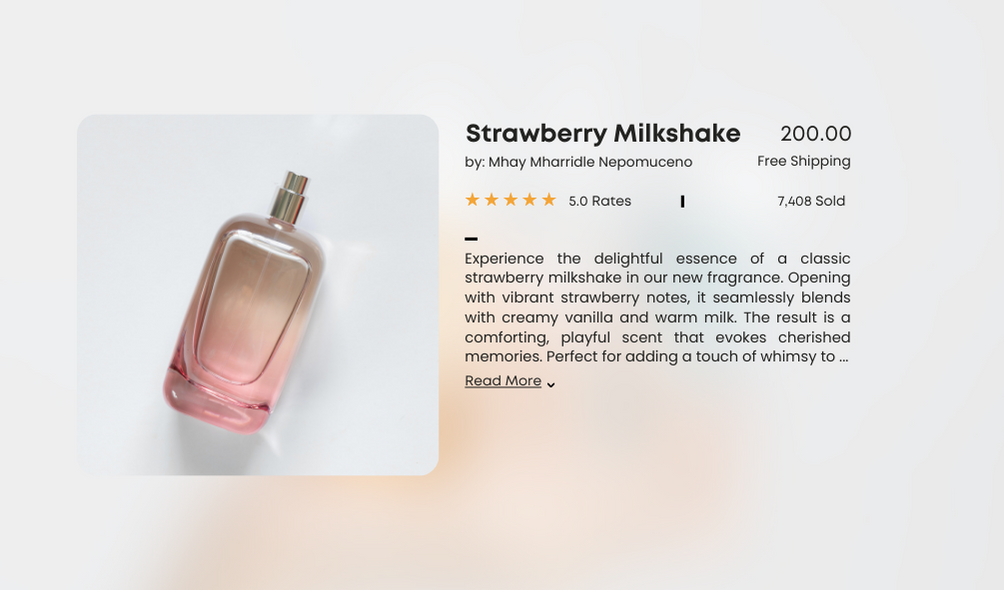 Strawberry Milkshake 200.00
by: Mhay Mharridle Nepomuceno Free Shipping
5.0 Rates 7,408 Sold
Experience the delightful essence of a classic
strawberry milkshake in our new fragrance. Opening
with vibrant strawberry notes, it seamlessly blends
with creamy vanilla and warm milk. The result is a
comforting, playful scent that evokes cherished
memories. Perfect for adding a touch of whimsy to ...
Read More